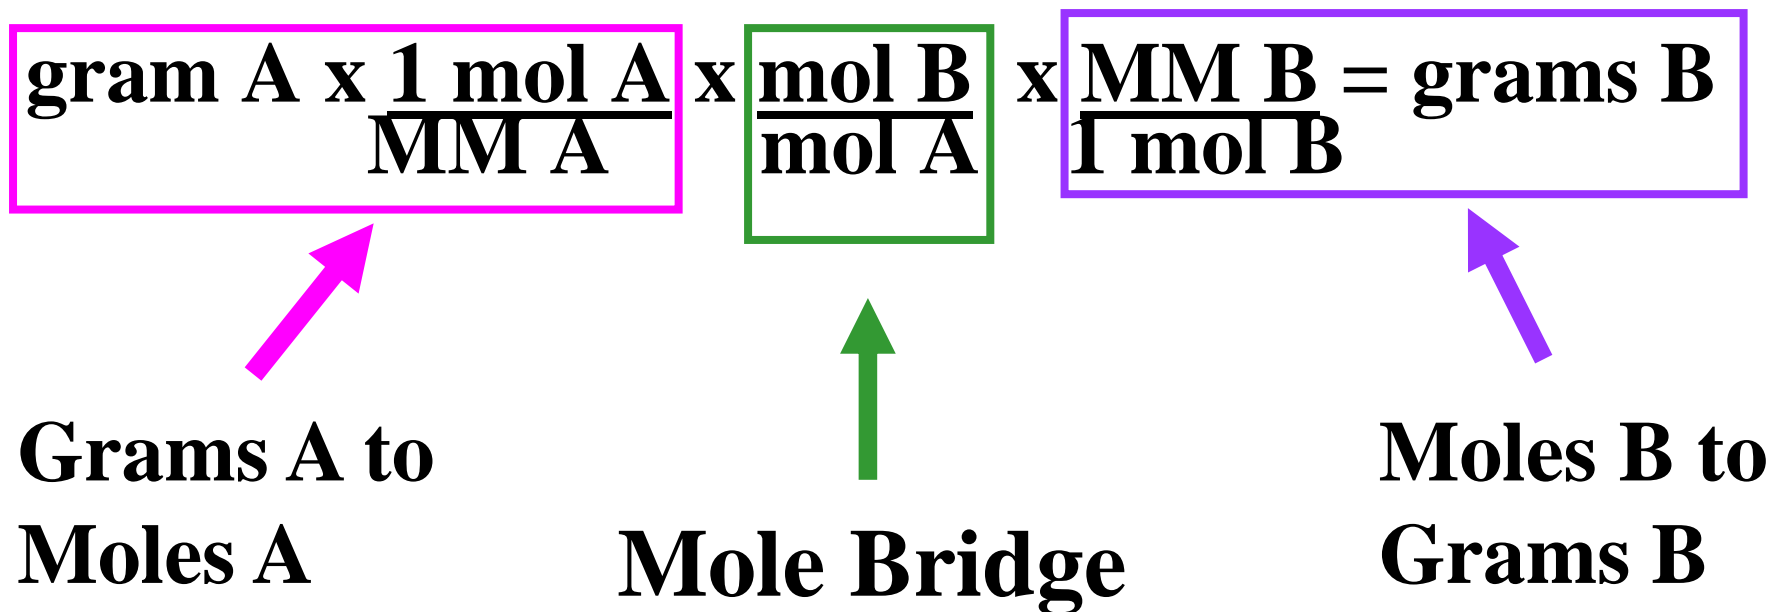 gram A x 1 mol A x mol B x MM B = grams B
MM A mol A 1 mol B
Grams A to
Moles A
Mole Bridge
Moles B to
Grams B